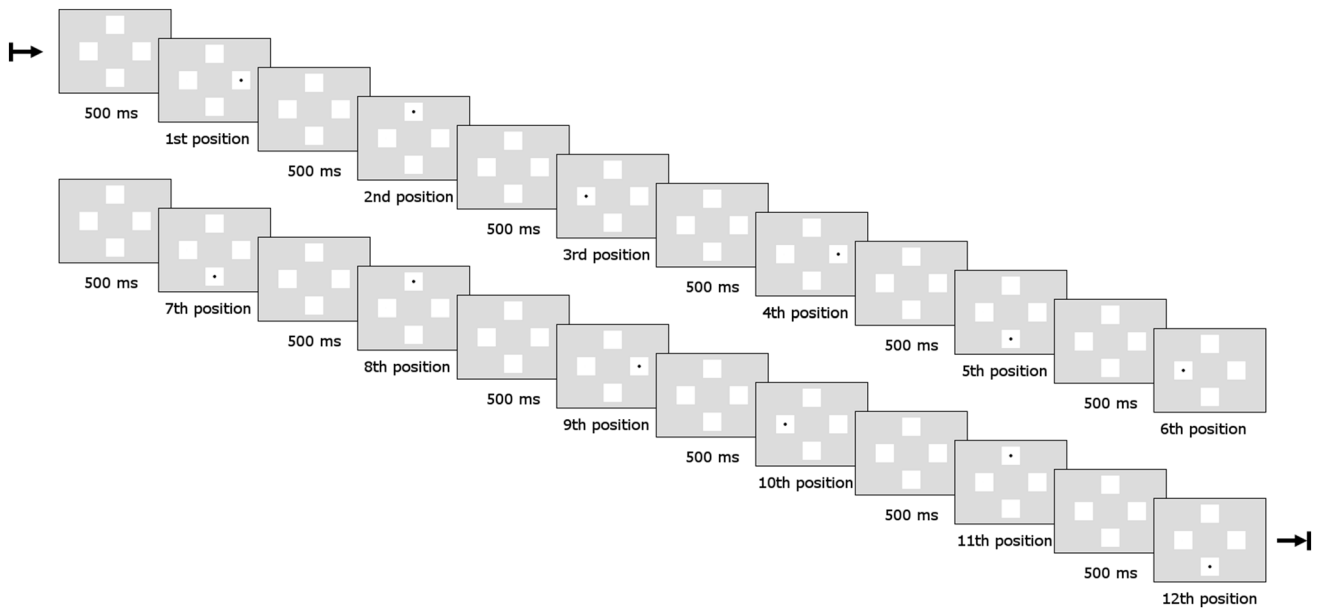 500 ms
1st position
500 ms
2nd position
500 ms
3rd position
500 ms
4th position
500 ms
5th position
500 ms
6th position
500 ms
7th position
500 ms
8th position
500 ms
9th position
500 ms
10th position
500 ms
11th position
500 ms
12th position